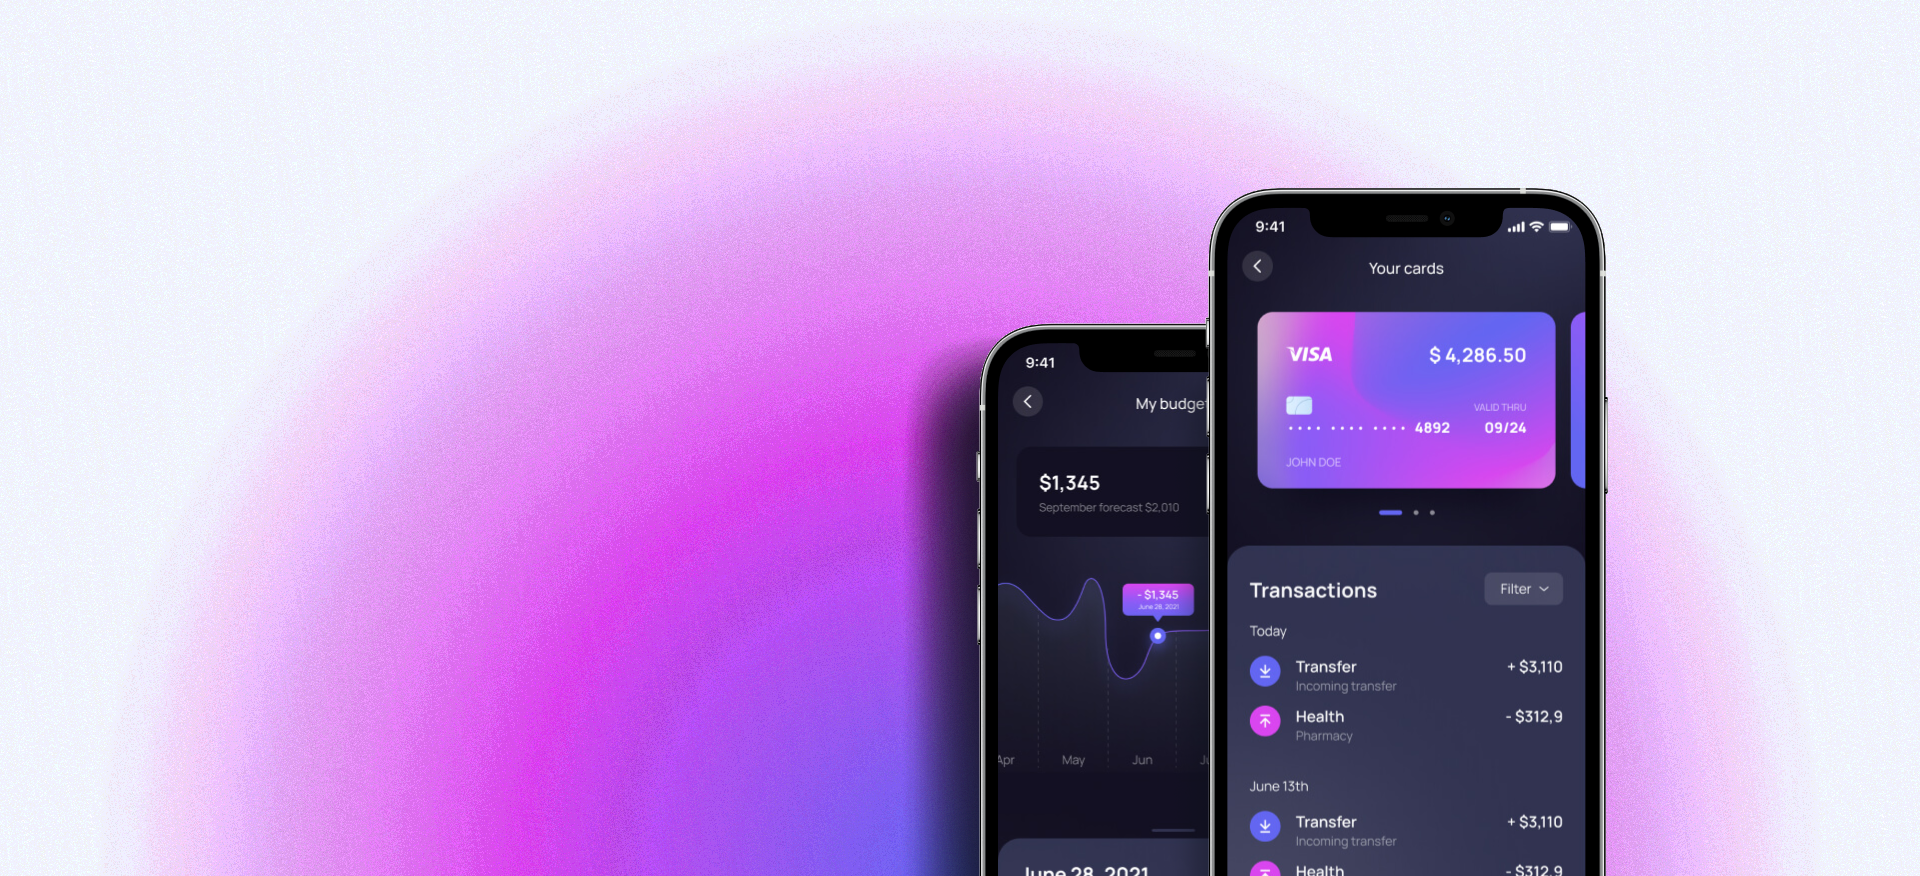 9:41
My budge
$1,345
September forecast $2,010
- $1,345
June 28, 2021
Apr May Jun
June 28, 2021
9:41
Your cards
VISA $ 4,286.50
VALID THRU
•••• •••• •••• 4892 09/24
JOHN DOE
Transactions Filter
Today
Transfer + $3,110
Incoming transfer
Health - $312,9
Pharmacy
June 13th
Transfer + $3,110
Incoming transfer
Health - $312,9